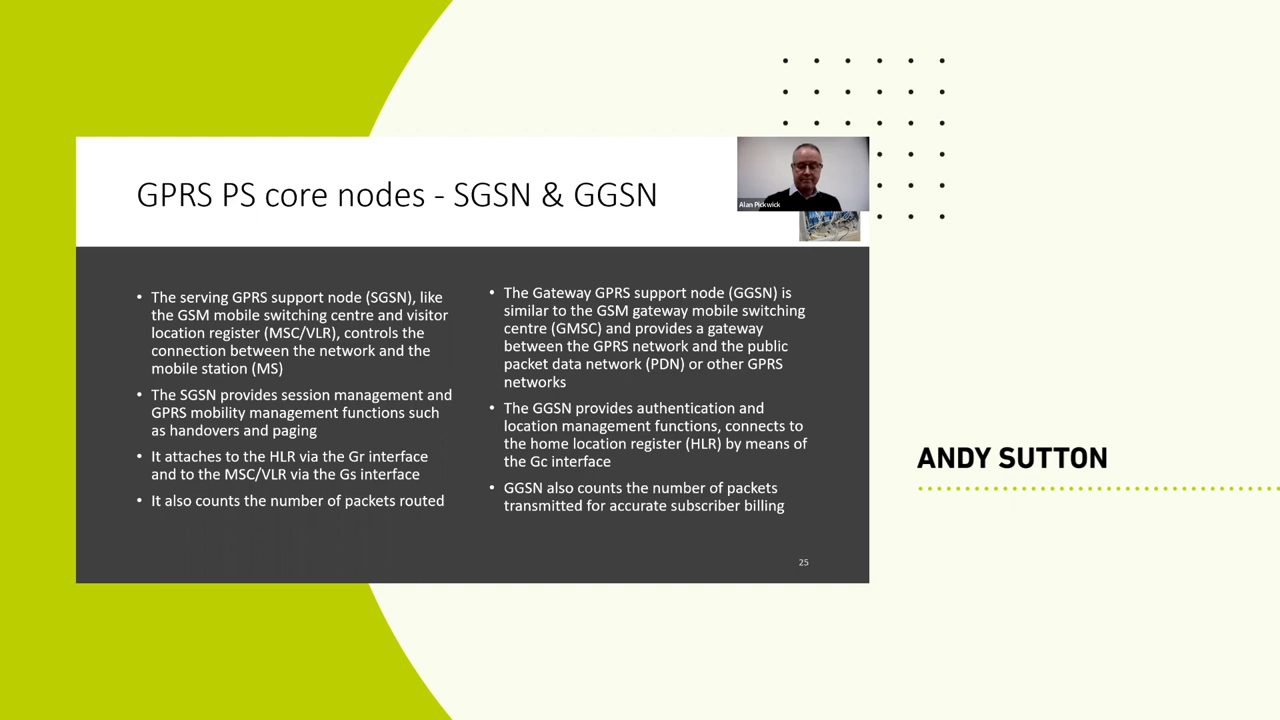 GPRS PS core nodes - SGSN & GGSN
Alan Pickwick
• The serving GPRS support node (SGSN), like
the GSM mobile switching centre and visitor
location register (MSC/VLR), controls the
connection between the network and the
mobile station (MS)
• The SGSN provides session management and
GPRS mobility management functions such
as handovers and paging
• It attaches to the HLR via the Gr interface
and to the MSC/VLR via the Gs interface
• It also counts the number of packets routed
• The Gateway GPRS support node (GGSN) is
similar to the GSM gateway mobile switching
centre (GMSC) and provides a gateway
between the GPRS network and the public
packet data network (PDN) or other GPRS
networks
• The GGSN provides authentication and
location management functions, connects to
the home location register (HLR) by means of
the Gc interface
• GGSN also counts the number of packets
transmitted for accurate subscriber billing
25
ANDY SUTTON